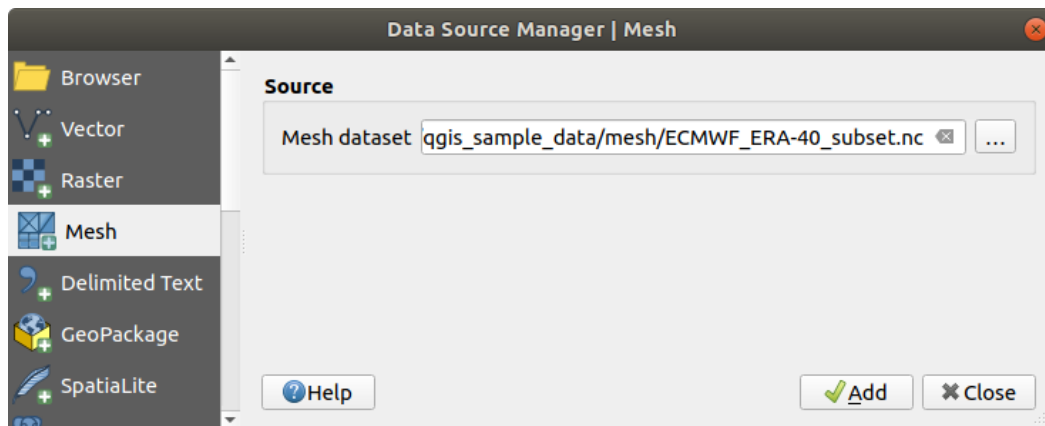 Data Source Manager | Mesh
Browser
Vector
Raster
Mesh
Delimited Text
GeoPackage
SpatiaLite
Source
Mesh dataset qgis_sample_data/mesh/ECMWF_ERA-40_subset.nc ...
Help
Add
Close